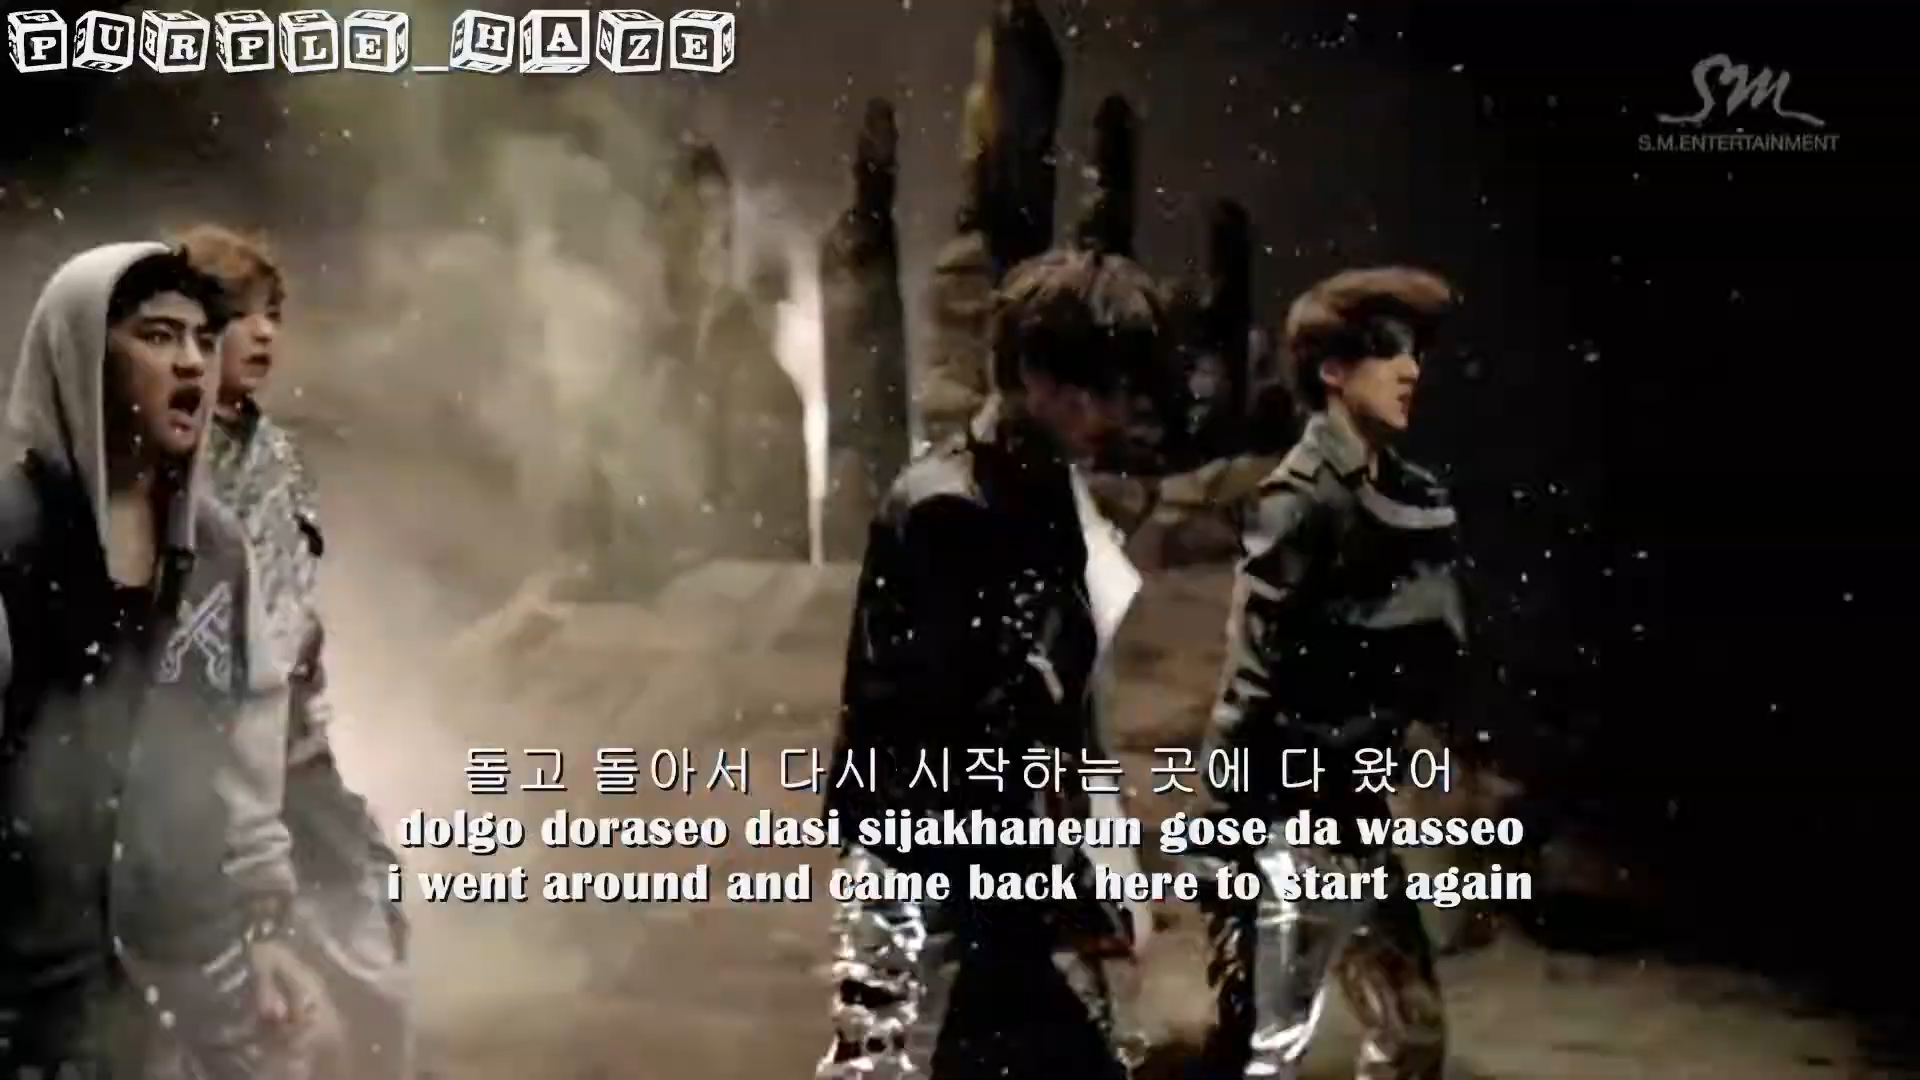 PURPLE_HAZE
SM
S.M.ENTERTAINMENT
돌고 돌아서 다시 시작하는 곳에 다 왔어
dolgo doraseo dasi sijakhaneun gose da wasseo
i went around and came back here to start again